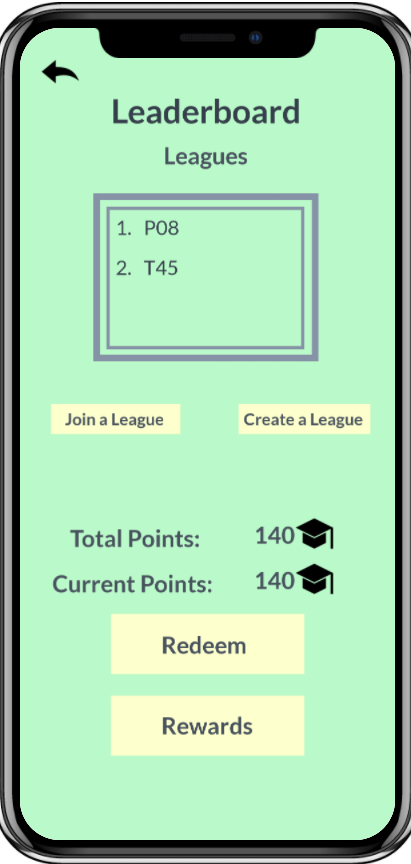 Leaderboard
Leagues
1. P08
2. T45
Join a League
Create a League
Total Points: 140
Current Points: 140
Redeem
Rewards